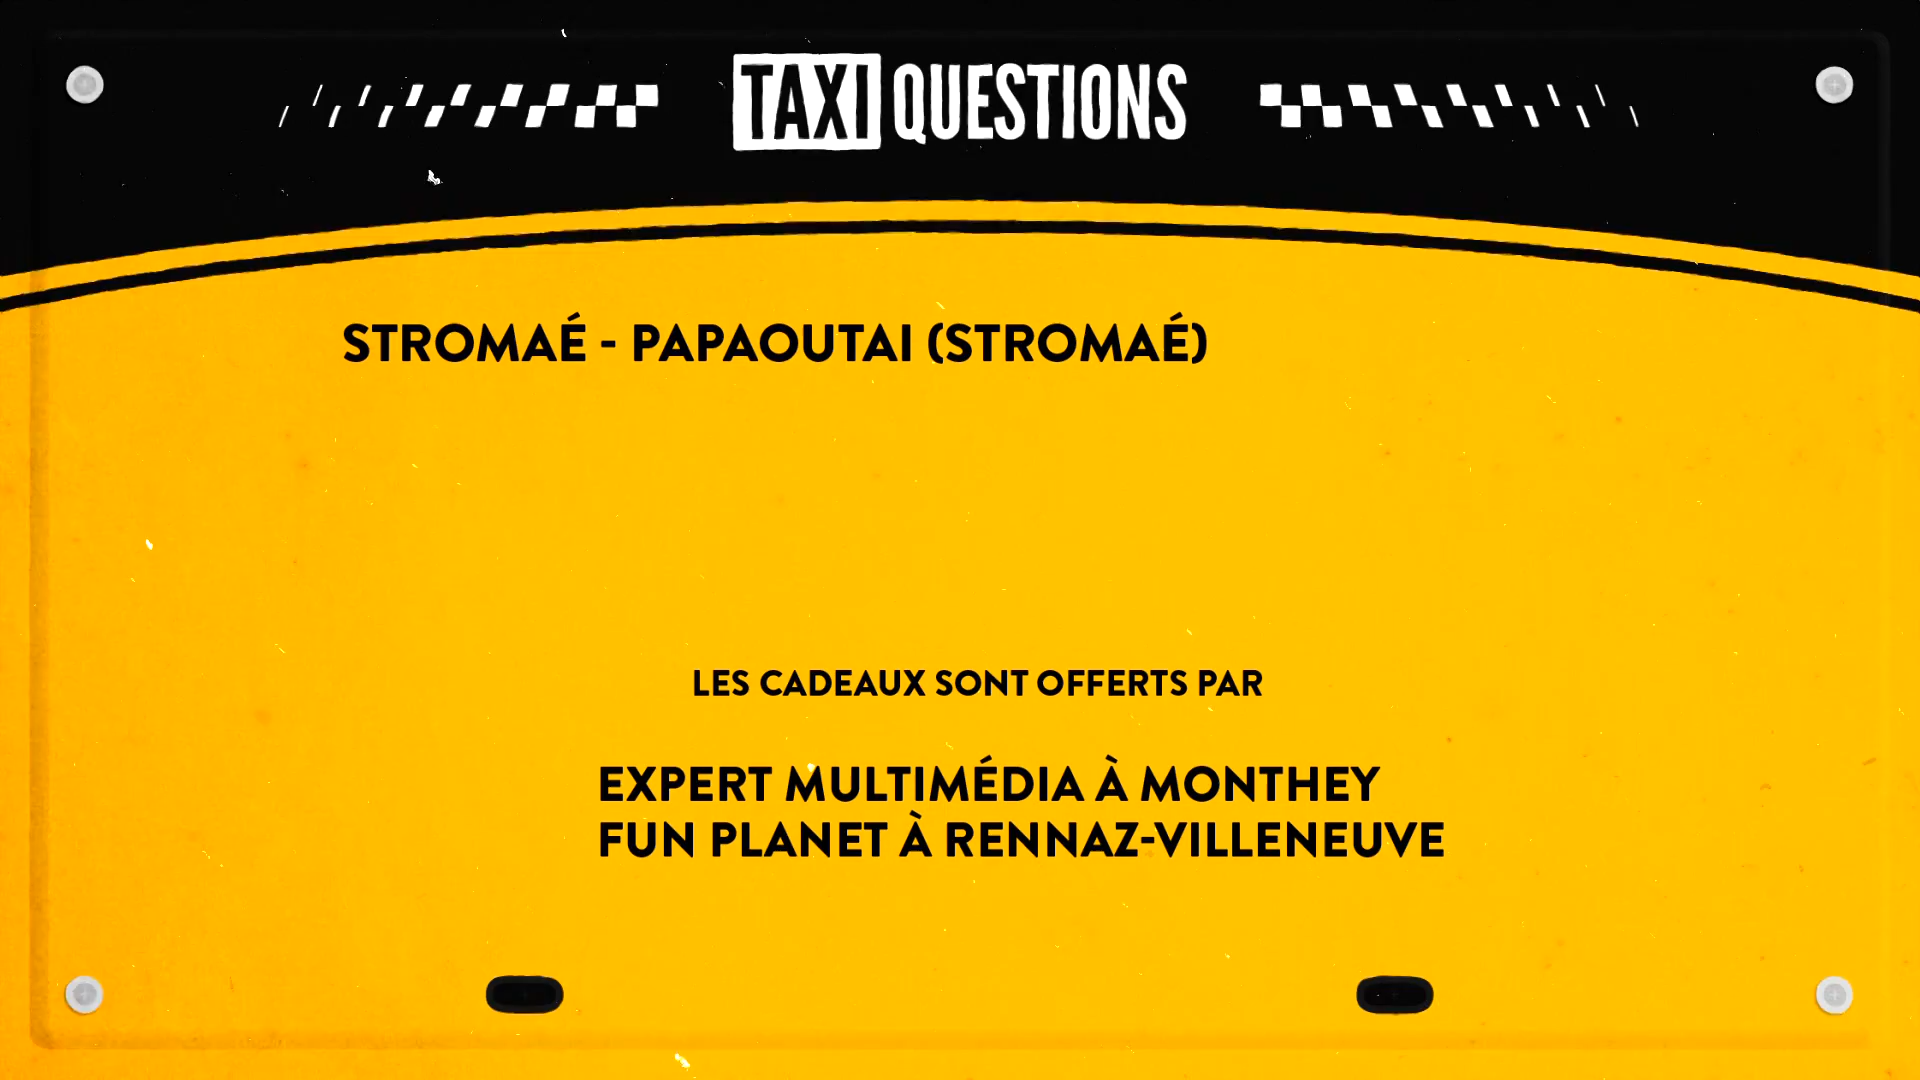 TAXI QUESTIONS
STROMAÉ - PAPAOUTAI (STROMAÉ)
LES CADEAUX SONT OFFERTS PAR
EXPERT MULTIMÉDIA À MONTHEY
FUN PLANET À RENNAZ-VILLENEUVE